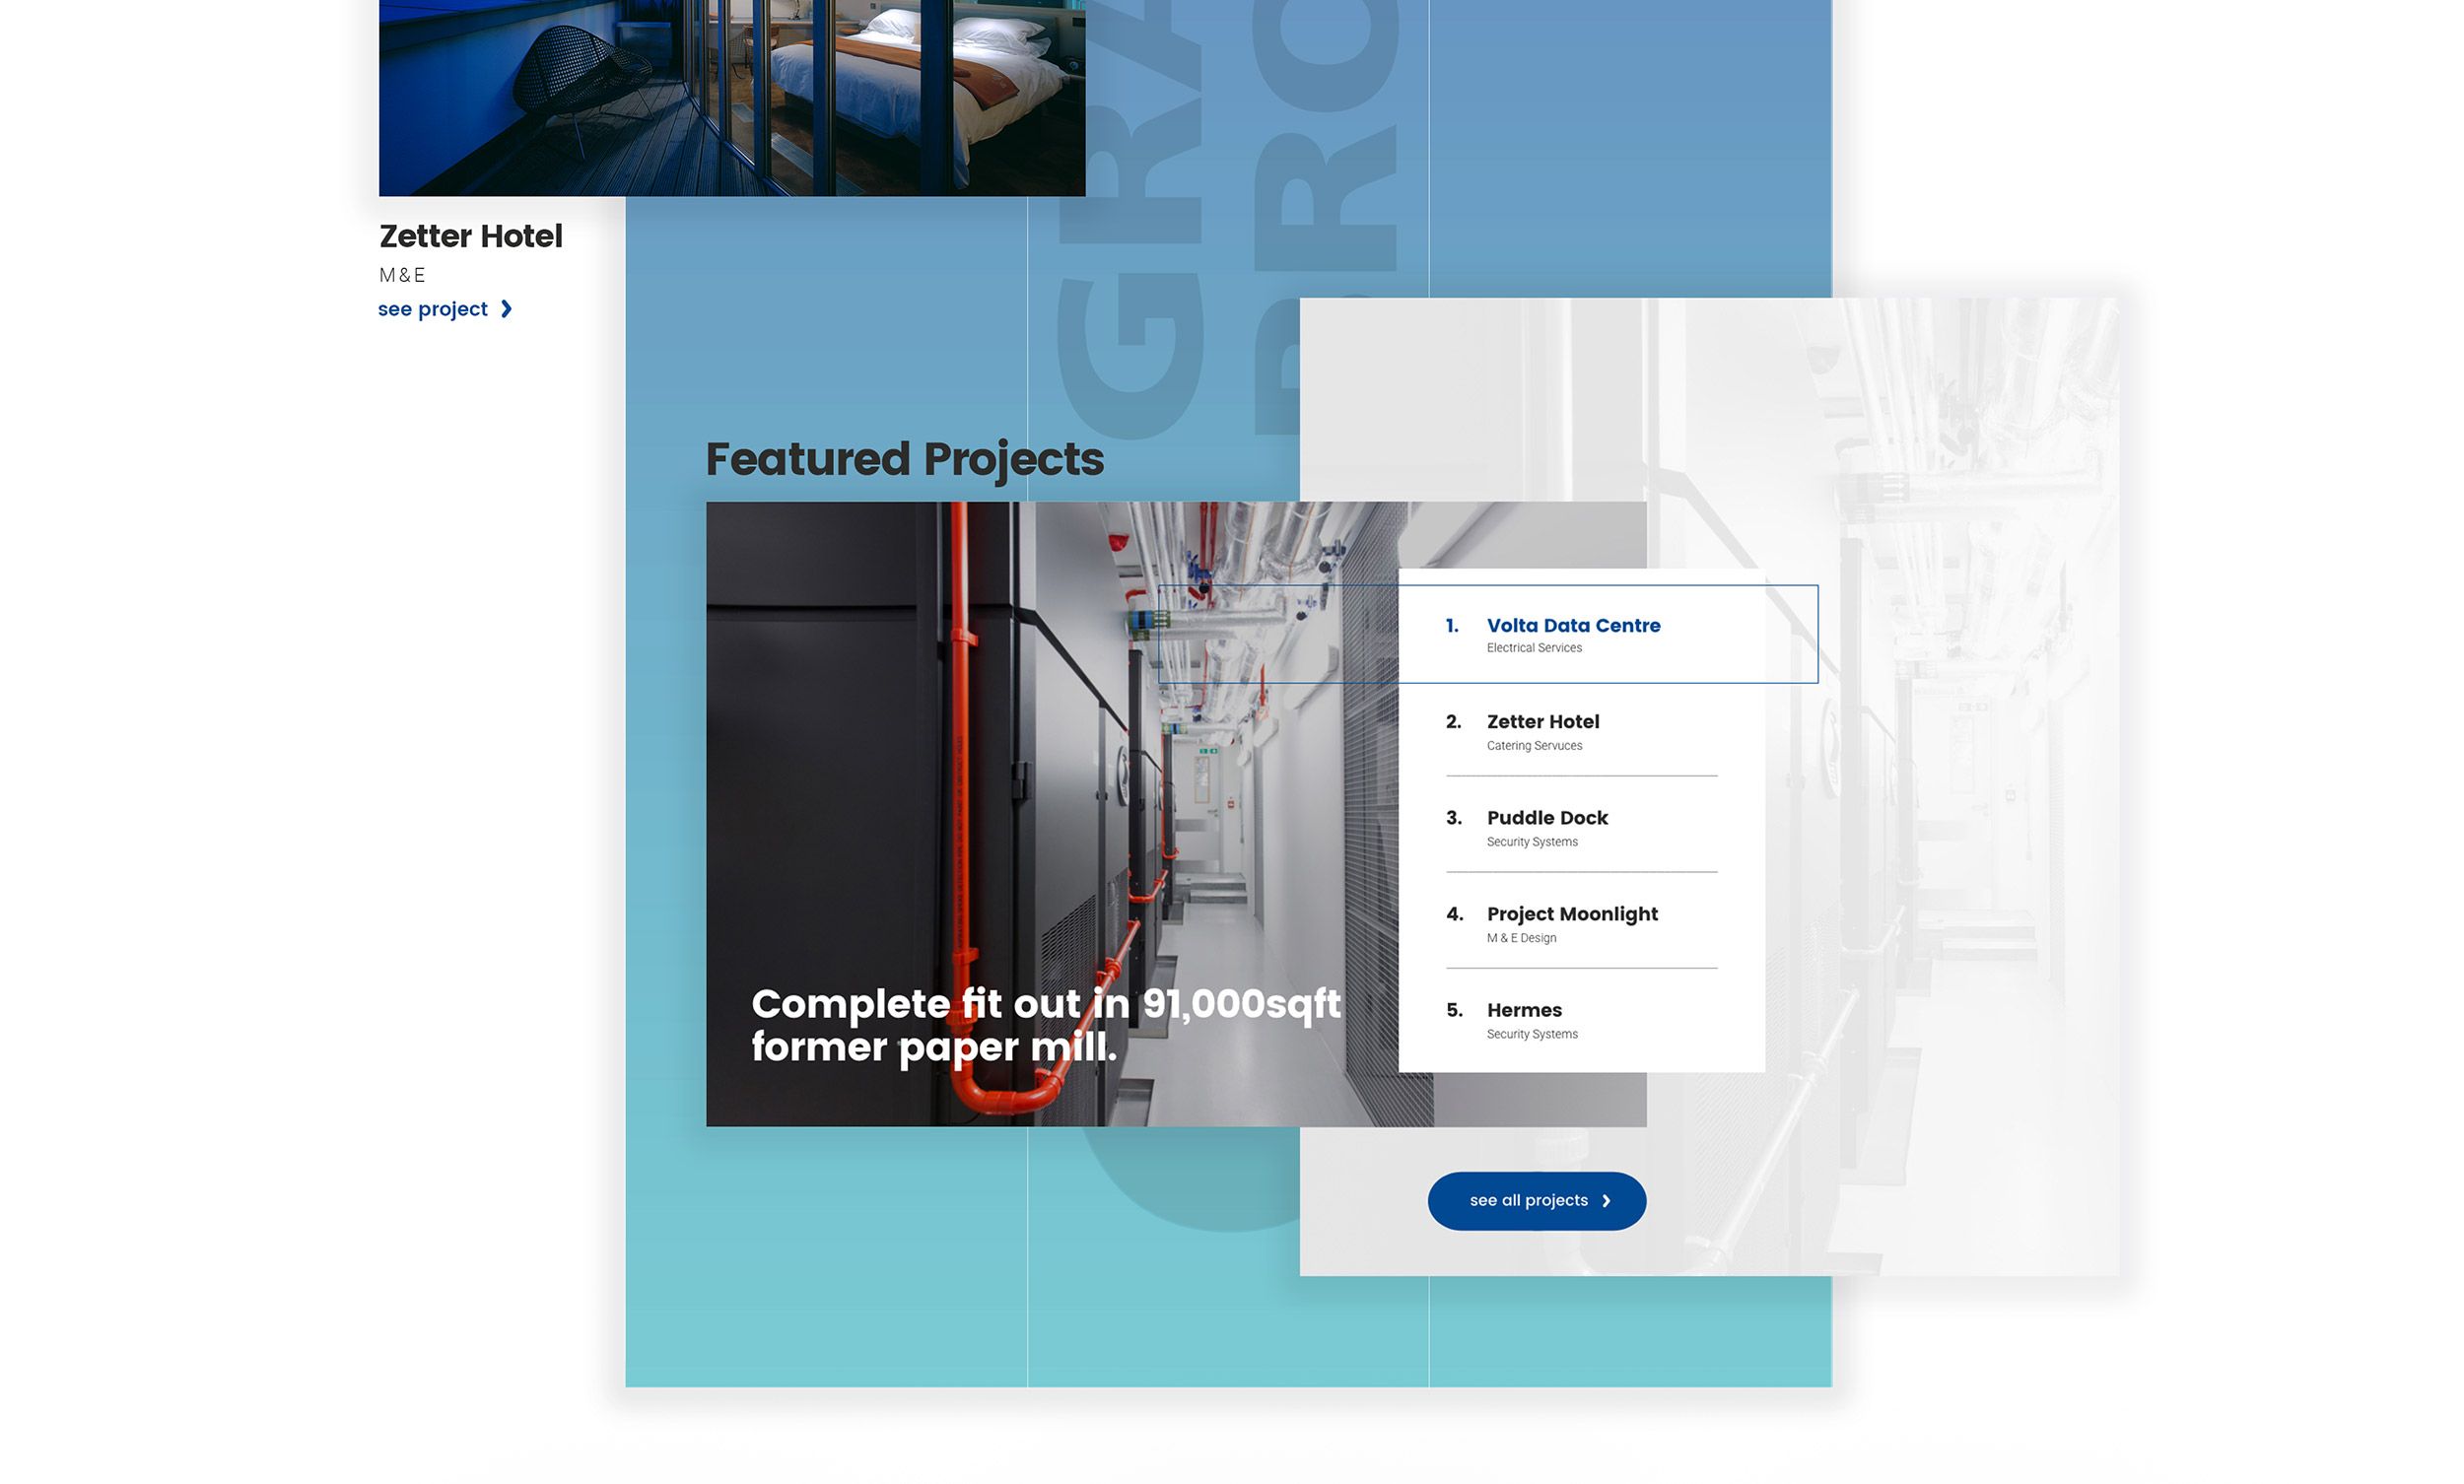 Zetter Hotel
M & E
see project
GRA
BRO
Featured Projects
Complete fit out in 91,000sqft
former paper mill.
1. Volta Data Centre
Electrical Services
2. Zetter Hotel
Catering Servuces
3. Puddle Dock
Security Systems
4. Project Moonlight
M & E Design
5. Hermes
Security Systems
see all projects